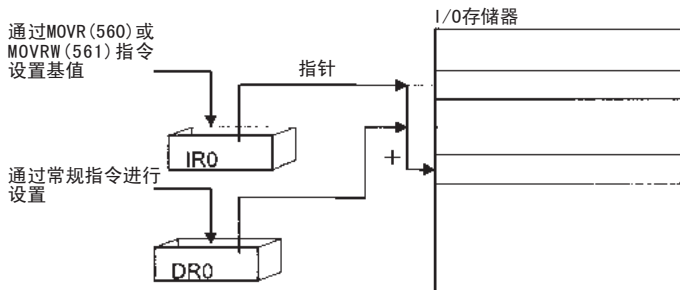 I/O存储器
通过MOVR(560)或
MOVRW(561)指令
设置基值
指针
IR0
+
通过常规指令进行
设置
DR0